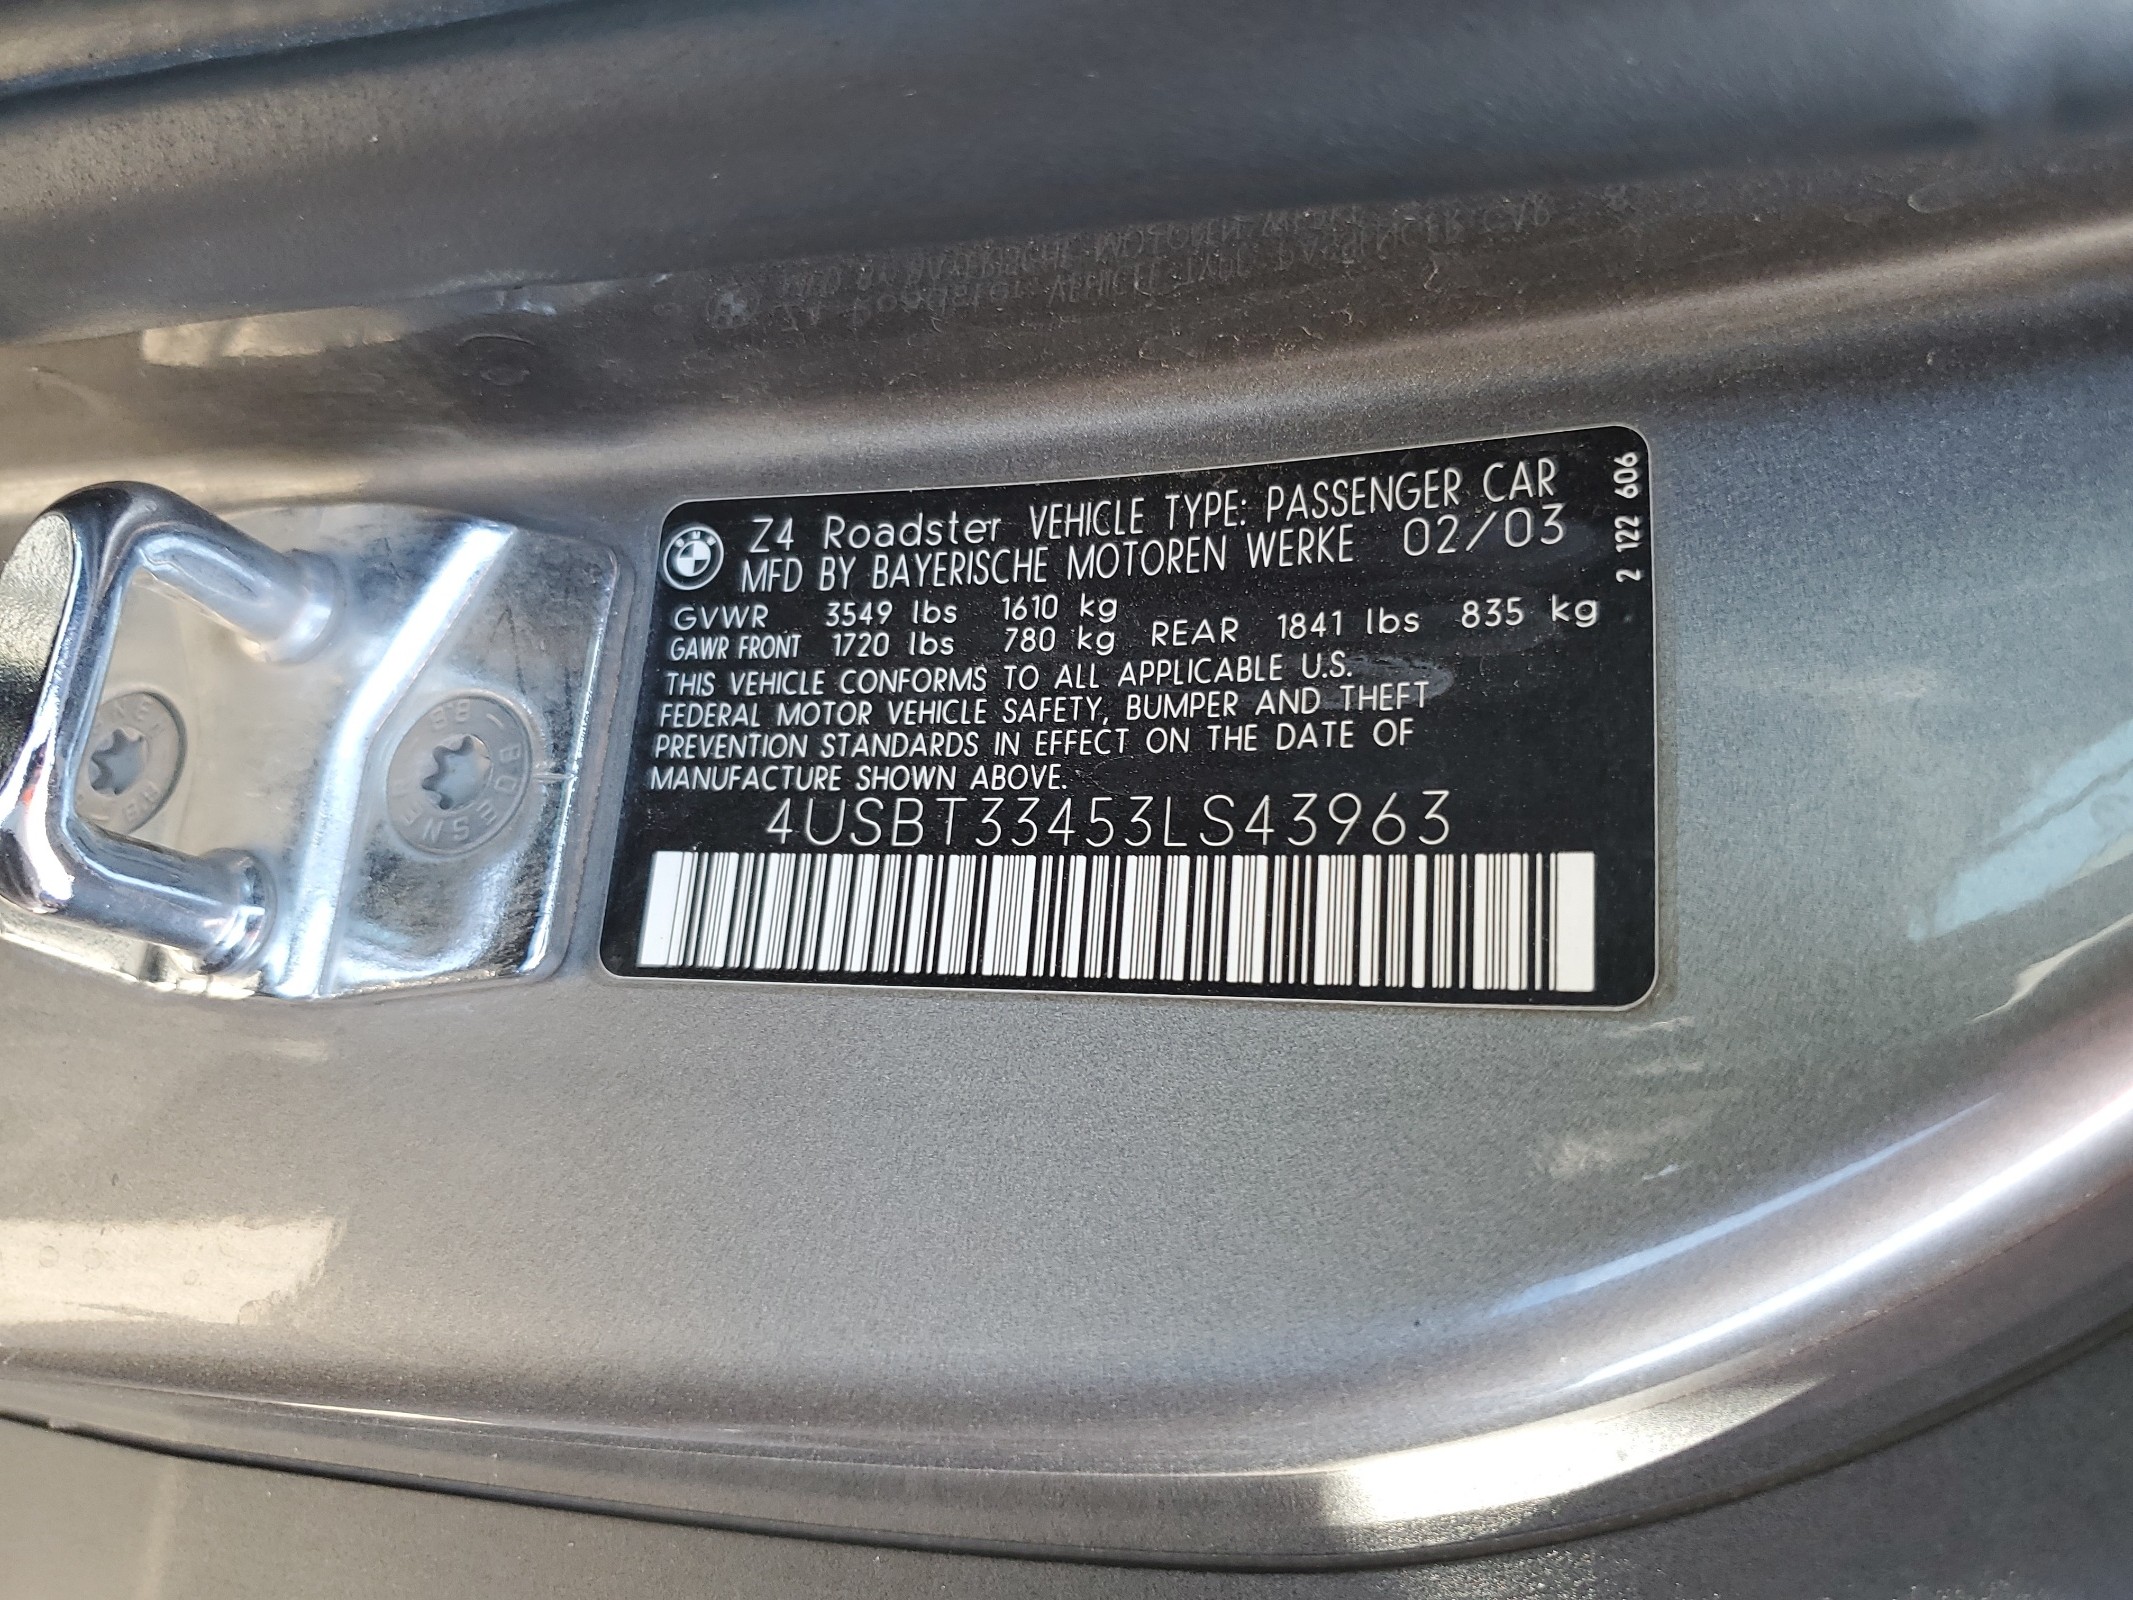 Z4 Roadster VEHICLE TYPE: PASSENGER CAR
MFD BY BAYERISCHE MOTOREN WERKE 02/03
GVWR 3549 lbs 1610 kg
GAWR FRONT 1720 lbs 780 kg REAR 1841 lbs 835 kg
THIS VEHICLE CONFORMS TO ALL APPLICABLE U.S.
FEDERAL MOTOR VEHICLE SAFETY, BUMPER AND THEFT
PREVENTION STANDARDS IN EFFECT ON THE DATE OF
MANUFACTURE SHOWN ABOVE.
4USBT33453LS43963
2 122 606
BMW